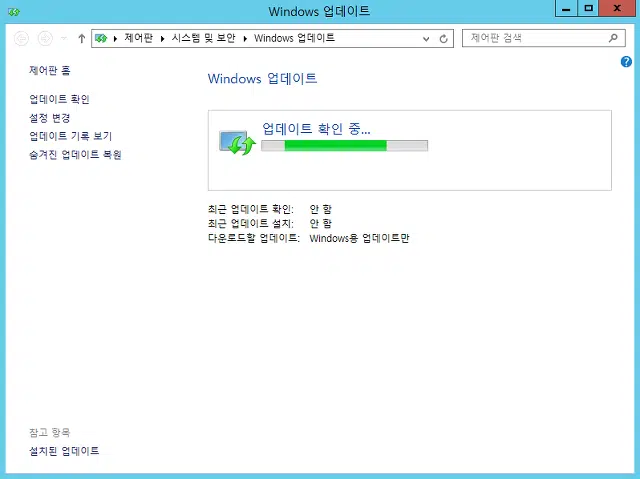 Windows 업데이트
제어판 시스템 및 보안 Windows 업데이트
제어판 검색
제어판 홈
업데이트 확인
설정 변경
업데이트 기록 보기
숨겨진 업데이트 복원
Windows 업데이트
업데이트 확인 중...
최근 업데이트 확인: 안 함
최근 업데이트 설치: 안 함
다운로드할 업데이트: Windows용 업데이트만
참고 항목
설치된 업데이트